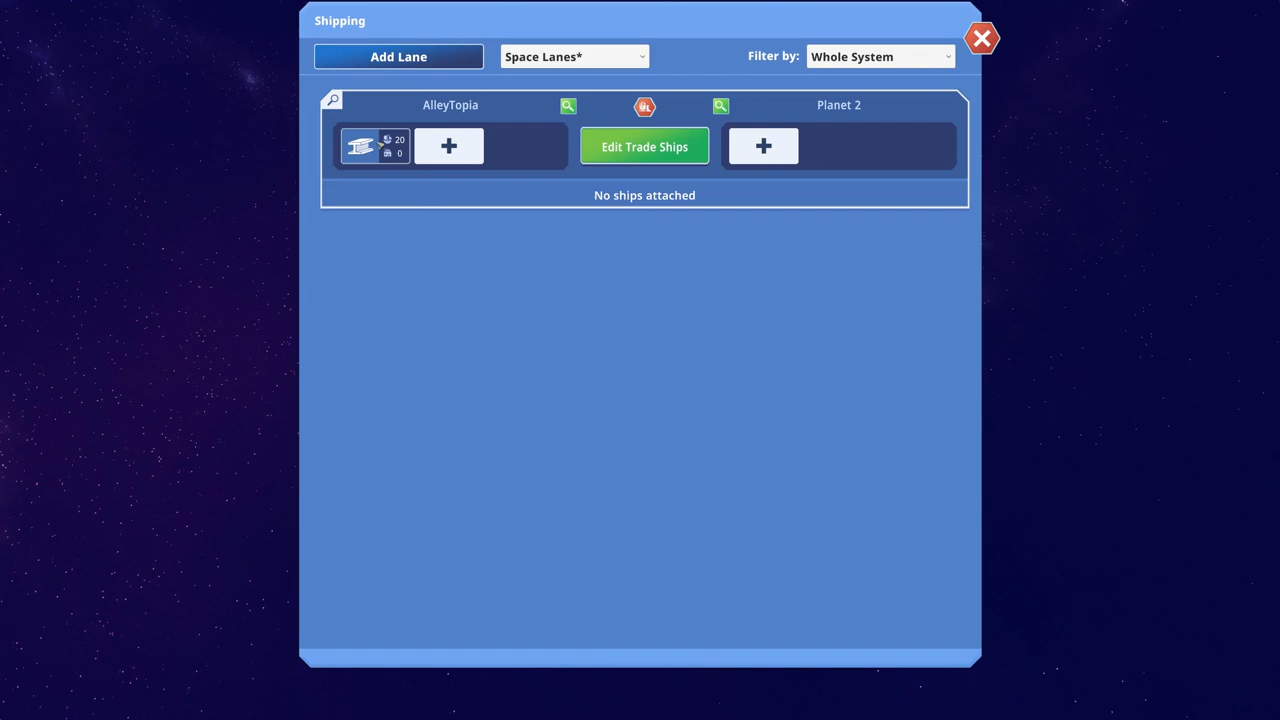 Shipping
Add Lane
Space Lanes*
Filter by:
Whole System
AlleyTopia
UL
Planet 2
20
0
Edit Trade Ships
No ships attached